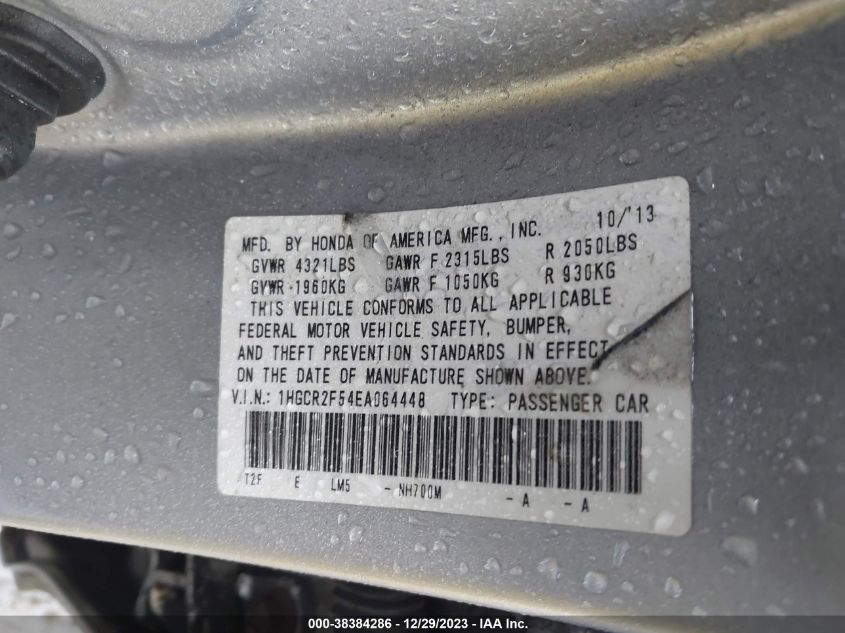 MFD. BY HONDA OF AMERICA MFG., INC. 10/'13
GVWR 4321LBS GAWR F 2315LBS R 2050LBS
GVWR 1960KG GAWR F 1050KG R 930KG
THIS VEHICLE CONFORMS TO ALL APPLICABLE
FEDERAL MOTOR VEHICLE SAFETY, BUMPER,
AND THEFT PREVENTION STANDARDS IN EFFECT
ON THE DATE OF MANUFACTURE SHOWN ABOVE.
V.I.N.: 1HGCR2F54EA064448 TYPE: PASSENGER CAR
T2F E LM5 - NH700M - A - A
000-38384286 - 12/29/2023 - IAA Inc.